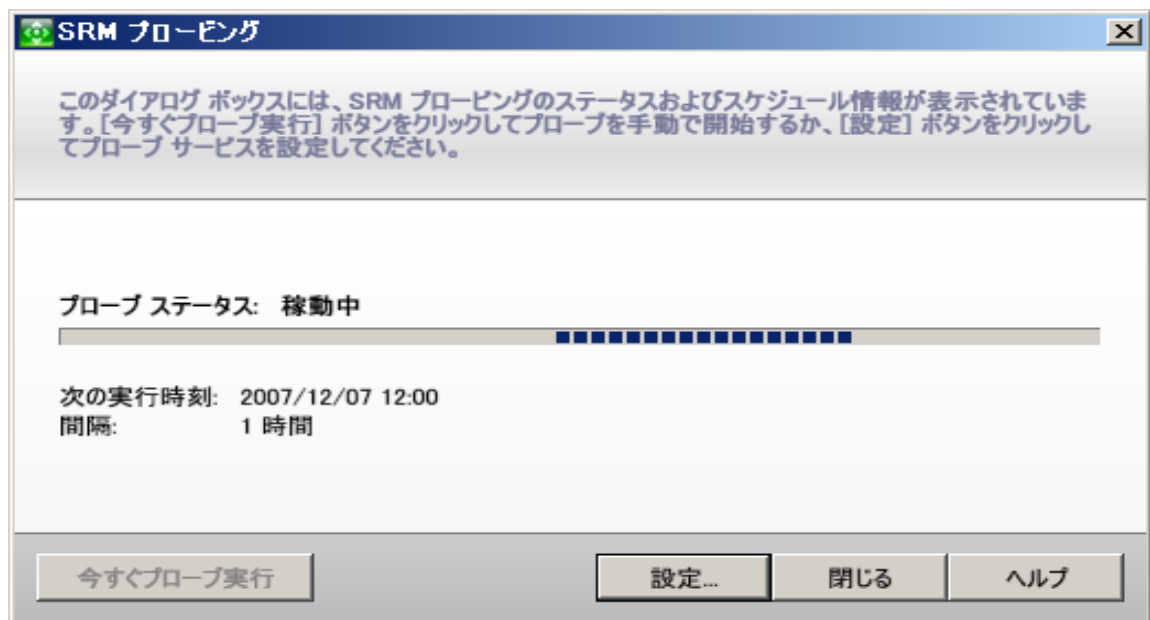 SRM プロービング
このダイアログ ボックスには、SRM プロービングのステータスおよびスケジュール情報が表示されていま
す。[今すぐプローブ実行] ボタンをクリックしてプローブを手動で開始するか、[設定] ボタンをクリックし
てプローブ サービスを設定してください。
プローブ ステータス: 稼動中
次の実行時刻: 2007/12/07 12:00
間隔: 1 時間
今すぐプローブ実行 設定... 閉じる ヘルプ